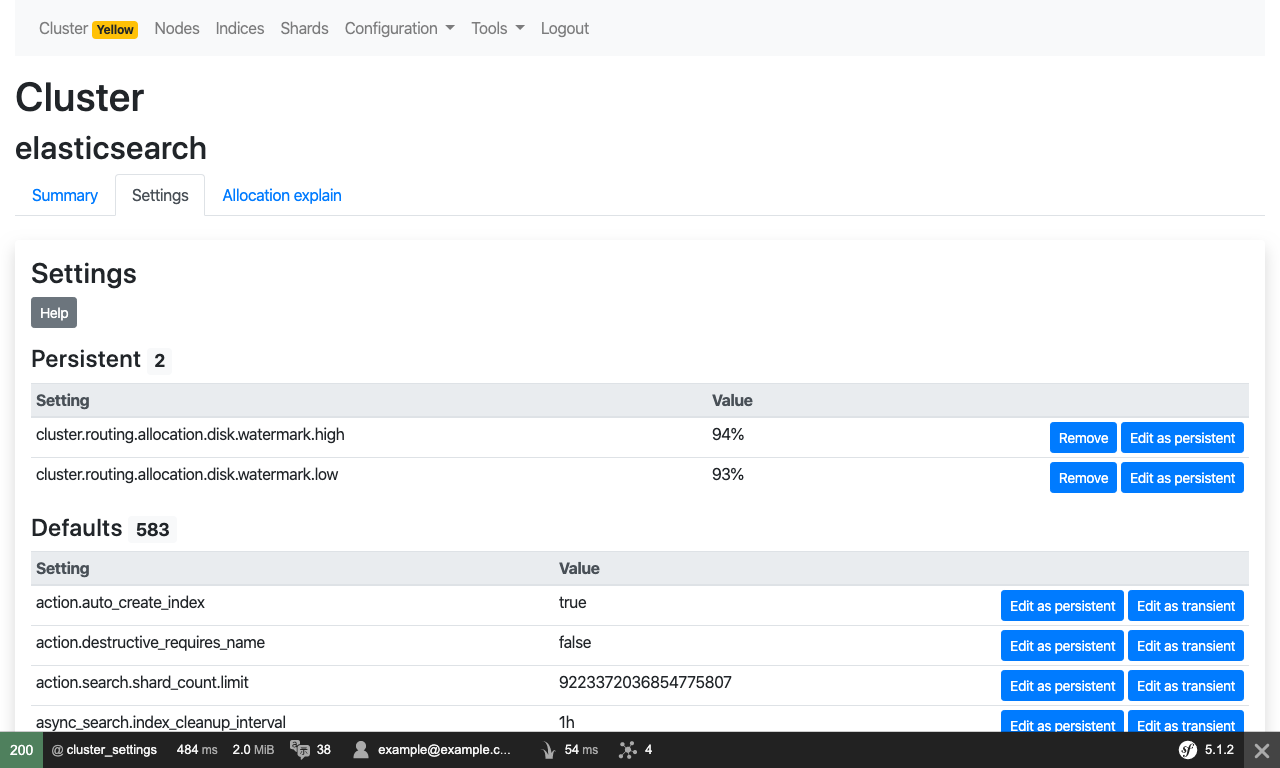 Cluster Yellow Nodes Indices Shards Configuration Tools Logout
Cluster
elasticsearch
Summary Settings Allocation explain
Settings
Help
Persistent 2
Setting Value
cluster.routing.allocation.disk.watermark.high 94% Remove Edit as persistent
cluster.routing.allocation.disk.watermark.low 93% Remove Edit as persistent
Defaults 583
Setting Value
action.auto_create_index true Edit as persistent Edit as transient
action.destructive_requires_name false Edit as persistent Edit as transient
action.search.shard_count.limit 9223372036854775807 Edit as persistent Edit as transient
async_search.index_cleanup_interval 1h Edit as persistent Edit as transient
200 @ cluster_settings 484 ms 2.0 MiB 38 example@example.c... 54 ms 4 sf 5.1.2